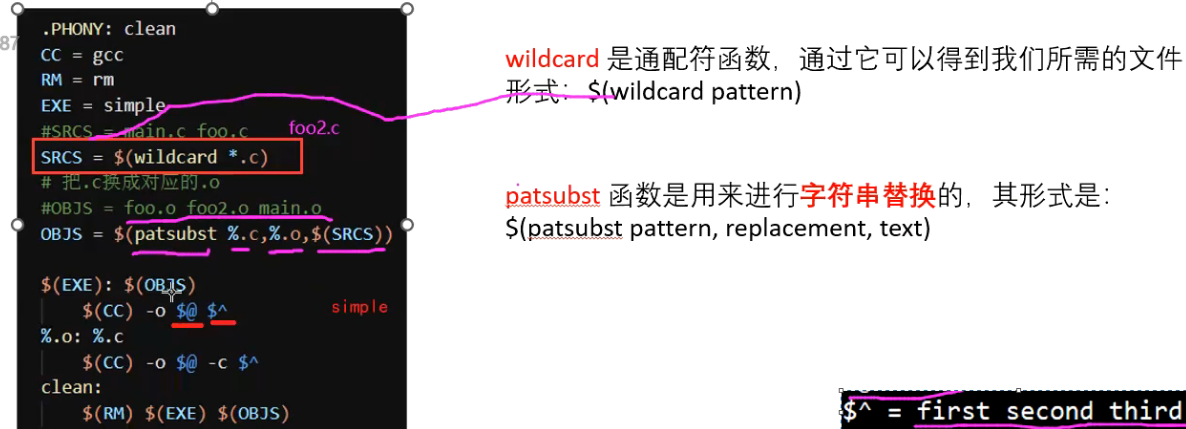 87
.PHONY: clean
CC = gcc
RM = rm
EXE = simple
#SRCS = main.c foo.c
foo2.c
SRCS = $(wildcard *.c)
# 把.c换成对应的.o
#OBJS = foo.o foo2.o main.o
OBJS = $(patsubst %.c,%.o,$(SRCS))
$(EXE): $(OBJS)
$(CC) -o $@ $^
simple
%.o: %.c
$(CC) -o $@ -c $^
clean:
$(RM) $(EXE) $(OBJS)
wildcard 是通配符函数，通过它可以得到我们所需的文件
形式：$(wildcard pattern)
patsubst 函数是用来进行字符串替换的，其形式是：
$(patsubst pattern, replacement, text)
$^ = first second third